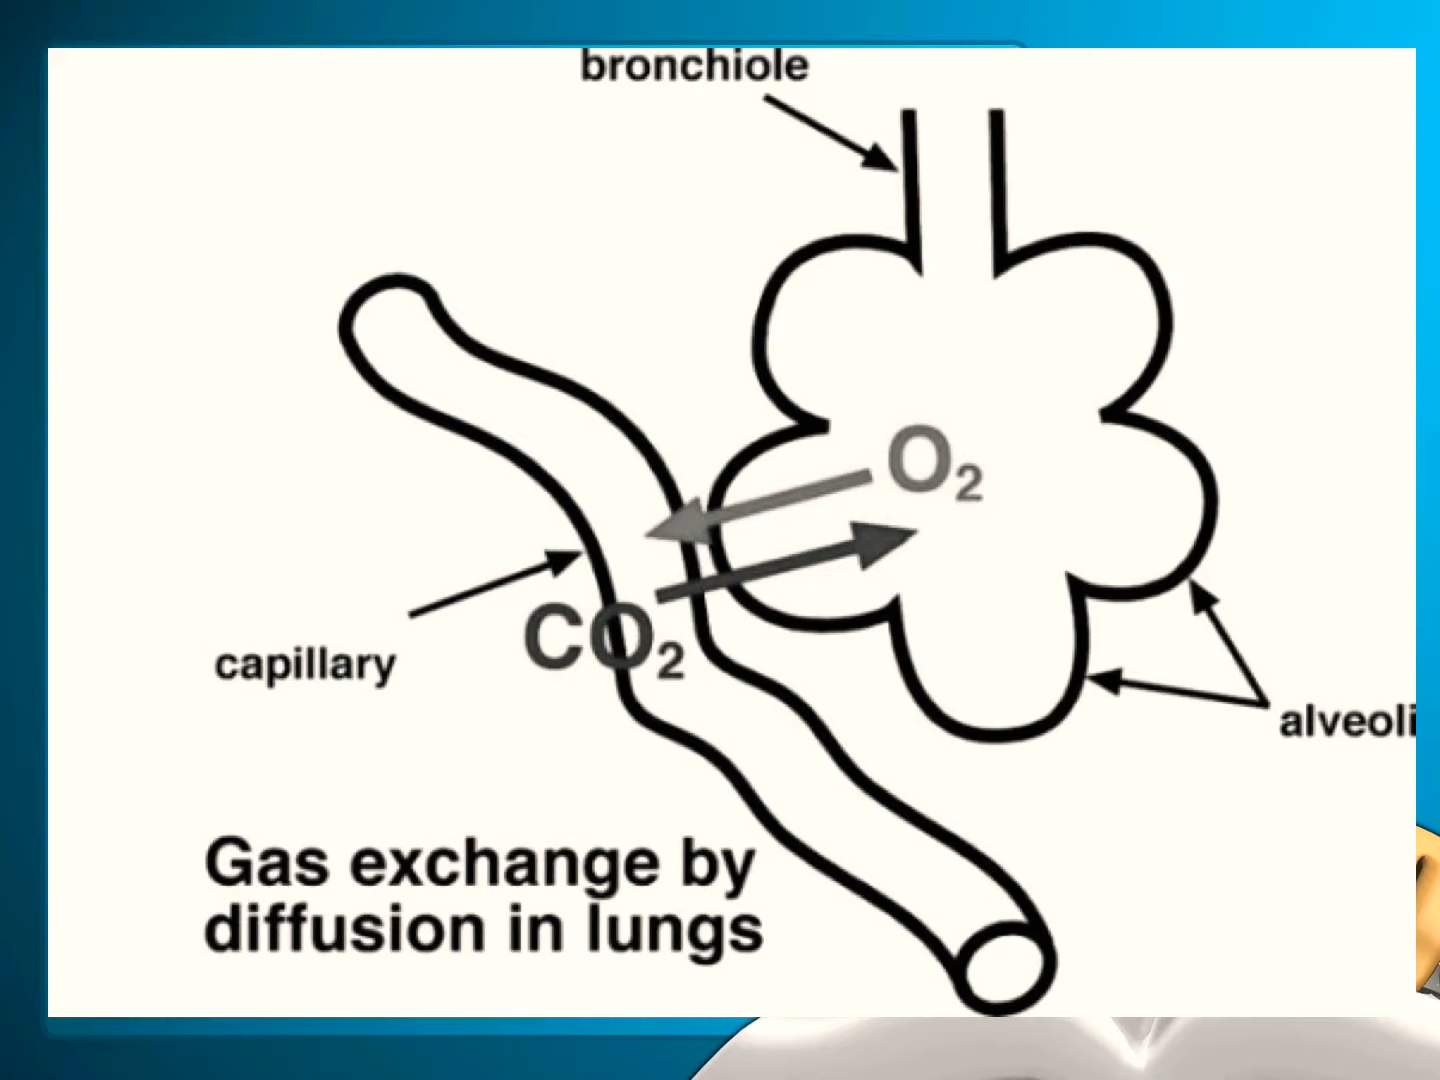 bronchiole
O₂
CO₂
capillary
alveoli
Gas exchange by
diffusion in lungs